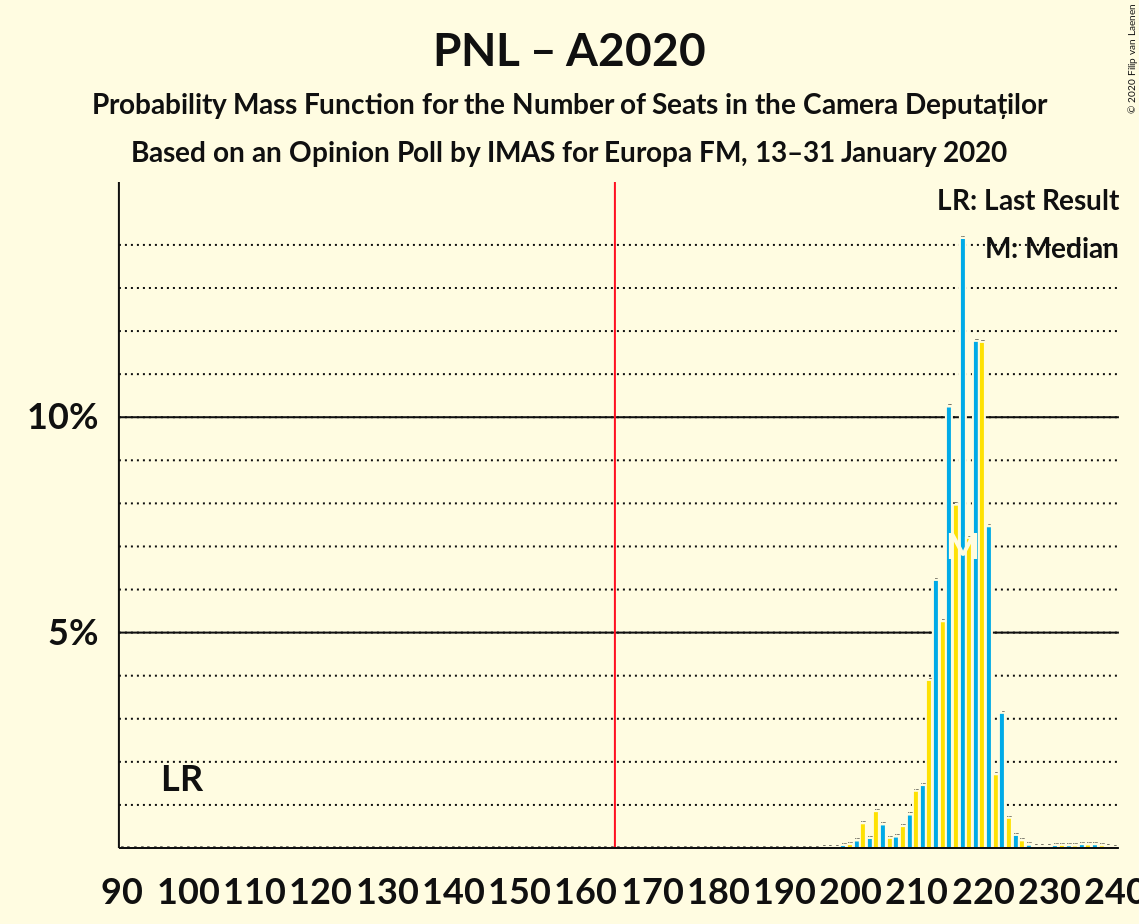 PNL – A2020
Probability Mass Function for the Number of Seats in the Camera Deputaților
Based on an Opinion Poll by IMAS for Europa FM, 13–31 January 2020
© 2020 Filip van Laenen
LR: Last Result
M: Median
10%
5%
M
LR
90 100 110 120 130 140 150 160 170 180 190 200 210 220 230 240